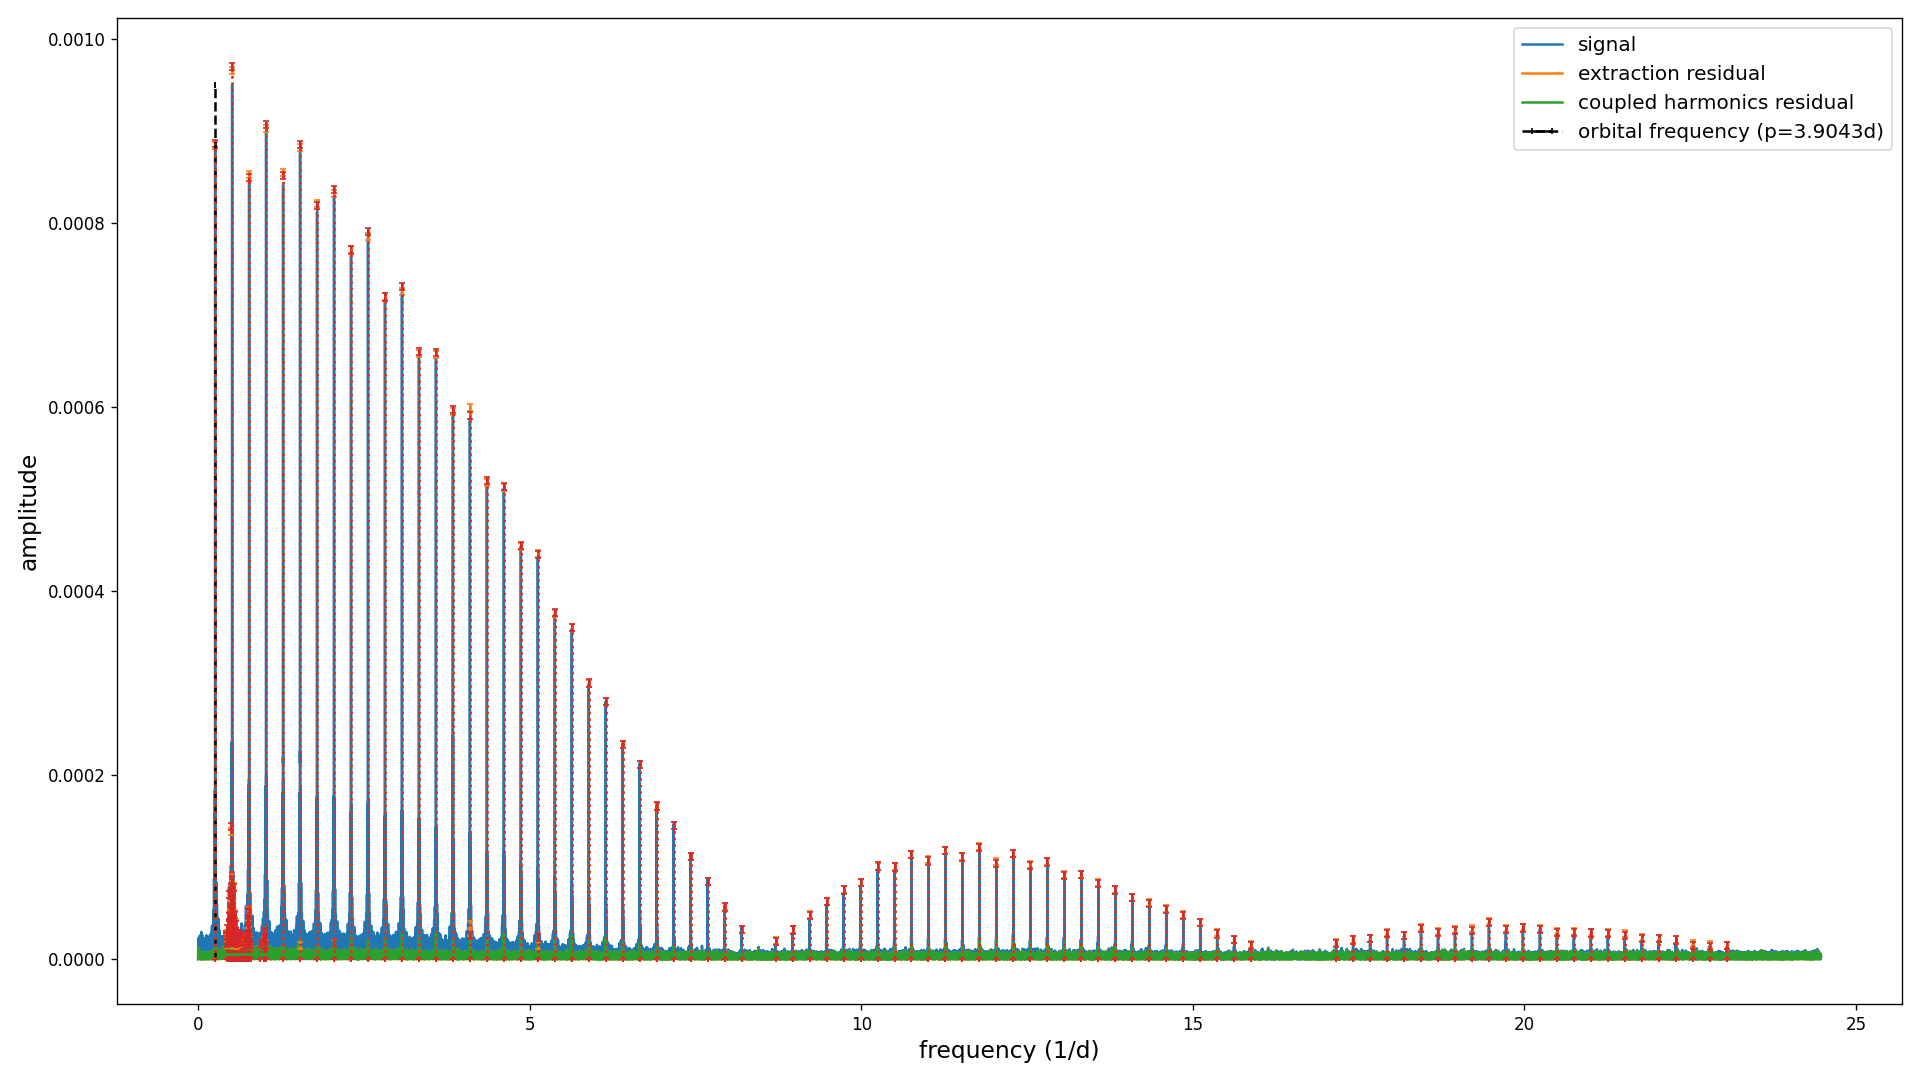 signal
extraction residual
coupled harmonics residual
orbital frequency (p=3.9043d)
0.0010
0.0008
0.0006
0.0004
0.0002
0.0000
amplitude
0 5 10 15 20 25
frequency (1/d)